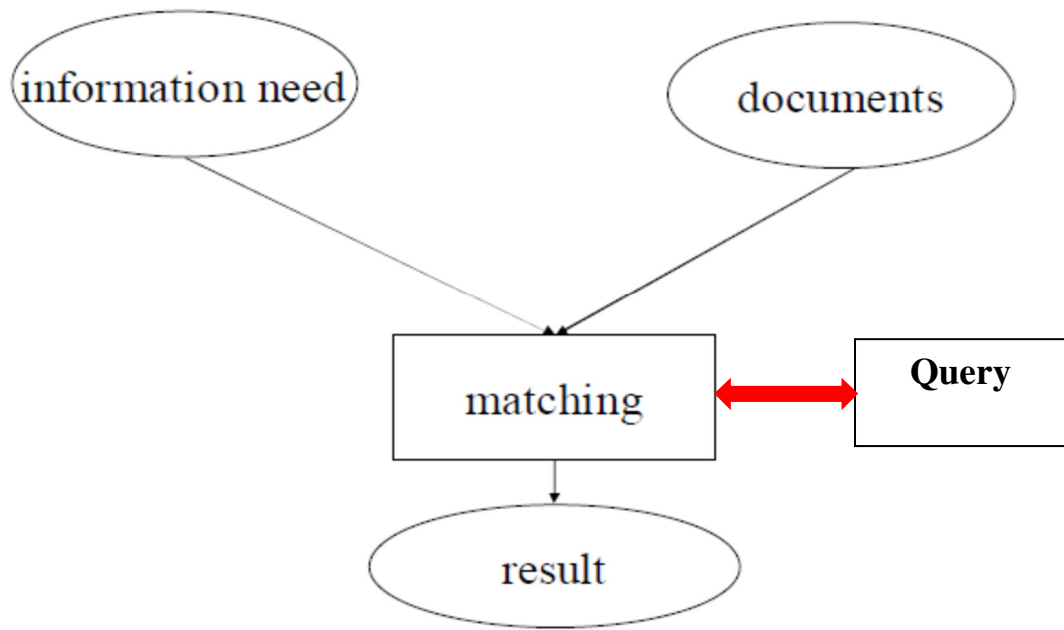 information need
documents
matching
Query
result